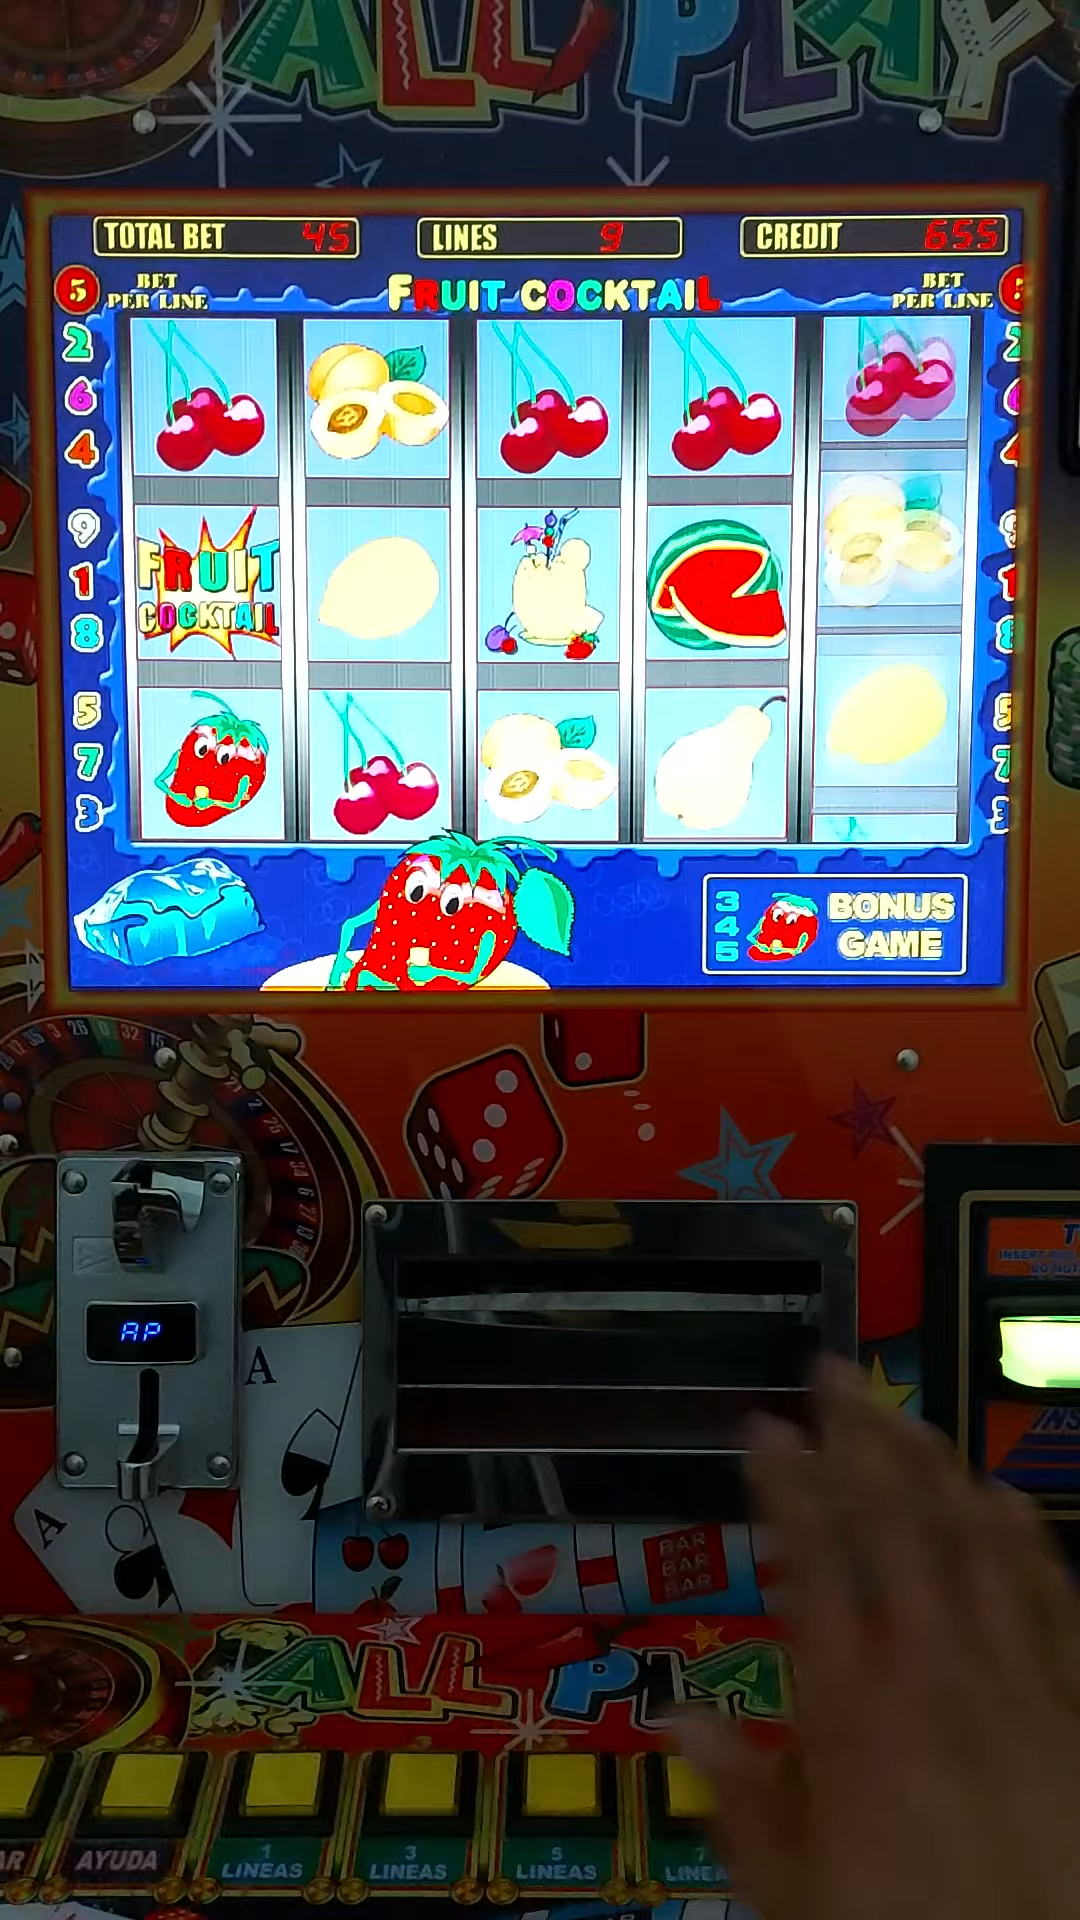 ALL PLAY
TOTAL BET 45
LINES 9
CREDIT 655
5 BET PER LINE
FRUIT COCKTAIL
BET PER LINE
2
6
4
9
1
8
5
7
3
FRUIT
COCKTAIL
3
4
5
BONUS
GAME
AP
A
A
BAR
BAR
BAR
ALL PLA
AYUDA
1
LINEAS
3
LINEAS
5
LINEAS
LINEA